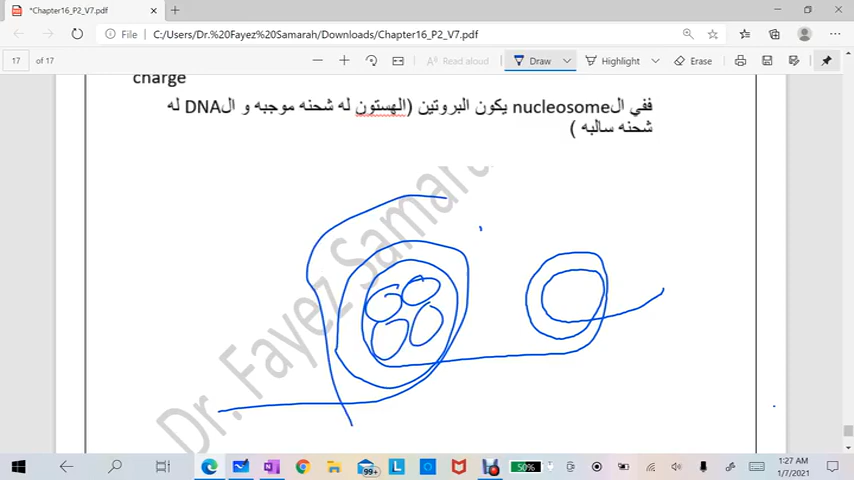 *Chapter16_P2_V7.pdf
File C:/Users/Dr.%20Fayez%20Samarah/Downloads/Chapter16_P2_V7.pdf
17 of 17 Read aloud Draw Highlight Erase
charge
ففي الnucleosome يكون البروتين (الهستون له شحنه موجبه و الDNA له
شحنه سالبه )
Dr. Fayez Samarah
99+ 50% 1:27 AM
1/7/2021